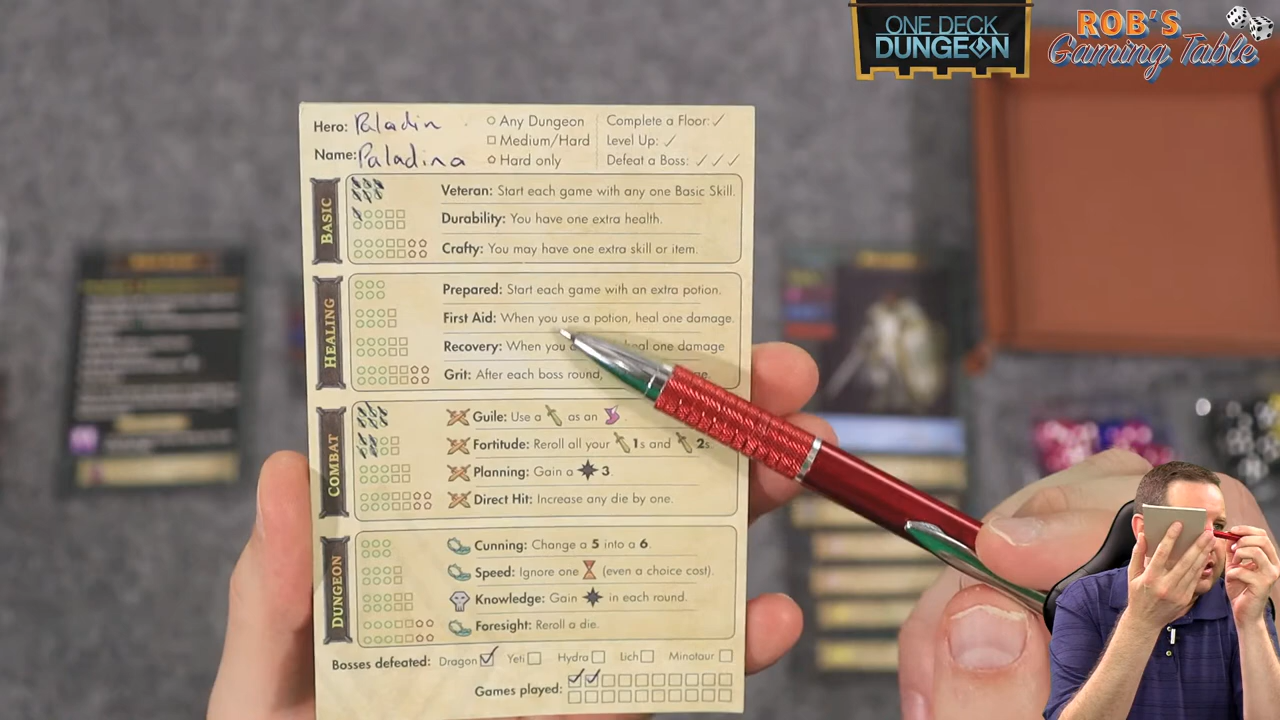 ONE DECK
DUNGEON
ROB'S
Gaming Table
Hero: Paladin
Name: Paladina
Any Dungeon
Medium/Hard
Hard only
Complete a Floor:
Level Up:
Defeat a Boss:
BASIC
Veteran: Start each game with any one Basic Skill.
Durability: You have one extra health.
Crafty: You may have one extra skill or item.
HEALING
Prepared: Start each game with an extra potion.
First Aid: When you use a potion, heal one damage.
Recovery: When you heal one damage
Grit: After each boss round,
COMBAT
Guile: Use a as an
Fortitude: Reroll all your 1s and 2s.
Planning: Gain a 3.
Direct Hit: Increase any die by one.
DUNGEON
Cunning: Change a 5 into a 6.
Speed: Ignore one (even a choice cost).
Knowledge: Gain in each round.
Foresight: Reroll a die.
Bosses defeated: Dragon Yeti Hydra Lich Minotaur
Games played: